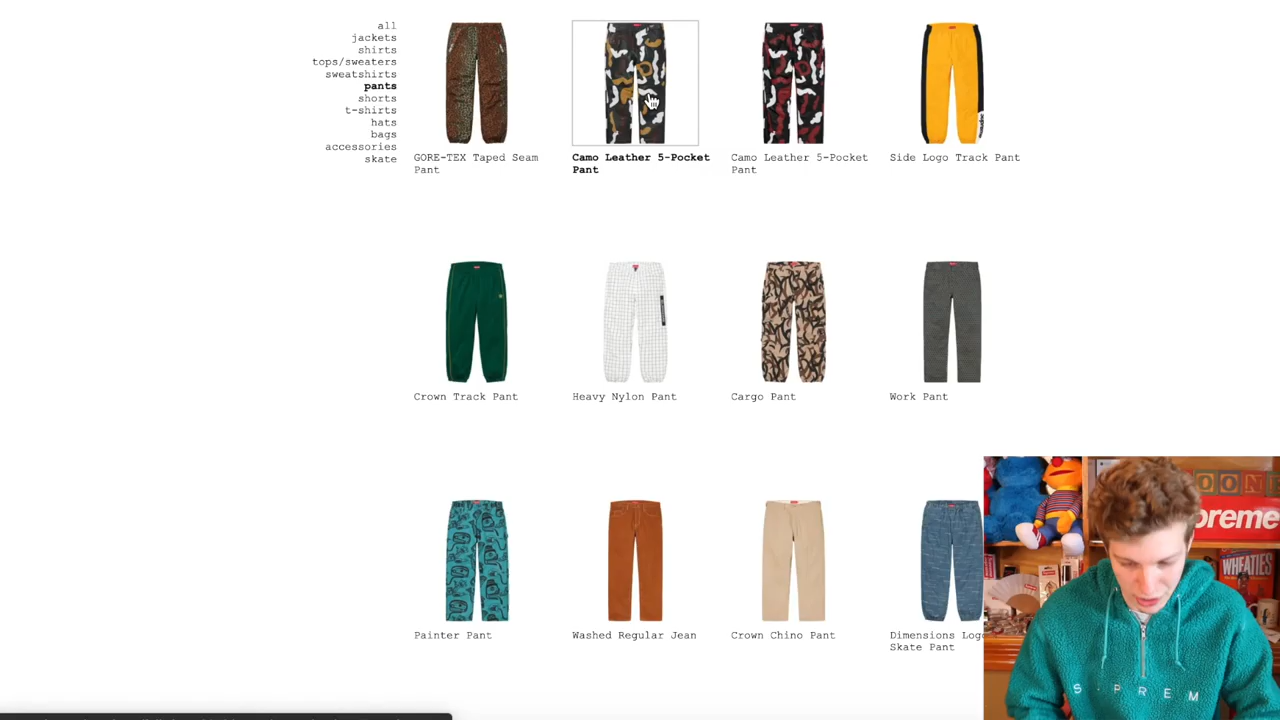 all
jackets
shirts
tops/sweaters
sweatshirts
pants
shorts
t-shirts
hats
bags
accessories
skate
GORE-TEX Taped Seam
Pant
Camo Leather 5-Pocket
Pant
Camo Leather 5-Pocket
Pant
Side Logo Track Pant
Crown Track Pant
Heavy Nylon Pant
Cargo Pant
Work Pant
Painter Pant
Washed Regular Jean
Crown Chino Pant
Dimensions Logo
Skate Pant
preme
WHEATIES
S P R E M